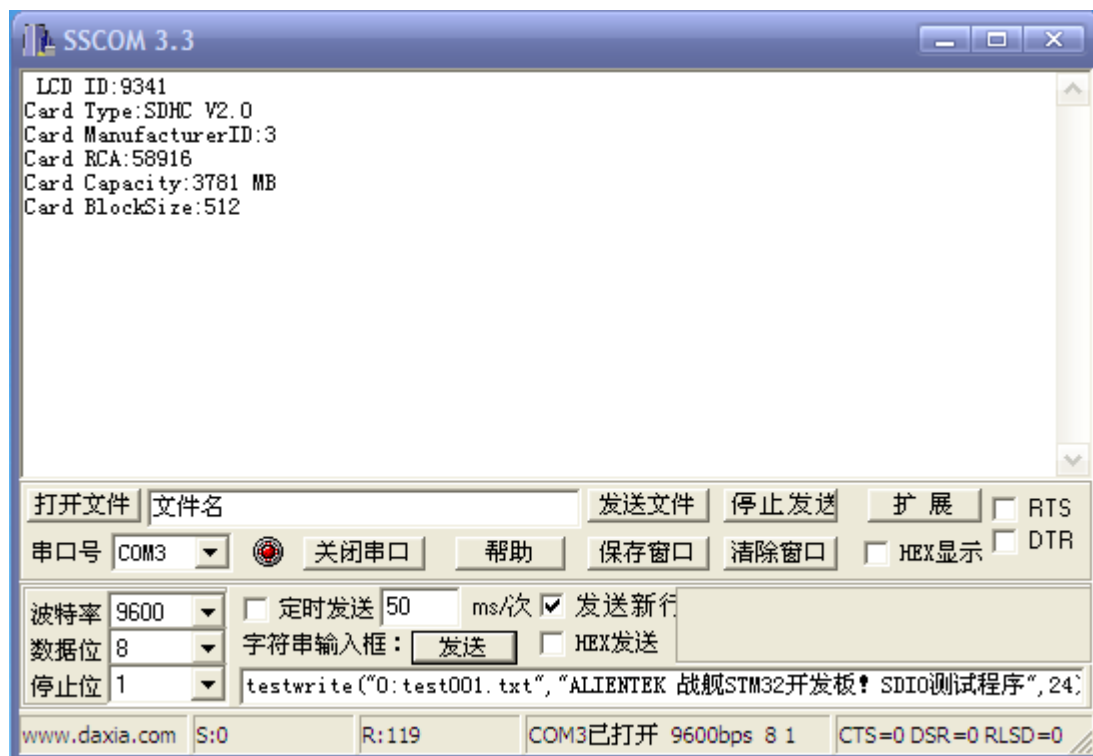 SSCOM 3.3
LCD ID:9341
Card Type:SDHC V2.0
Card ManufacturerID:3
Card RCA:58916
Card Capacity:3781 MB
Card BlockSize:512
打开文件 文件名 发送文件 停止发送 扩 展 RTS
串口号 COM3 关闭串口 帮助 保存窗口 清除窗口 HEX显示 DTR
波特率 9600 定时发送 50 ms/次 发送新行
数据位 8 字符串输入框： 发送 HEX发送
停止位 1 testwrite("0:test001.txt","ALIENTEK 战舰STM32开发板！SDIO测试程序",24)
www.daxia.com S:0 R:119 COM3已打开 9600bps 8 1 CTS=0 DSR=0 RLSD=0